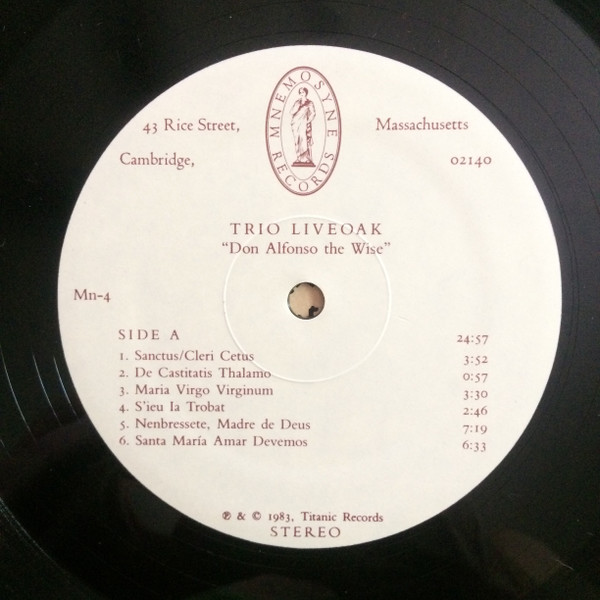 MNEMOSYNE RECORDS
43 Rice Street, Massachusetts
Cambridge, 02140
TRIO LIVEOAK
“Don Alfonso the Wise”
Mn-4
SIDE A 24:57
1. Sanctus/Cleri Cetus 3:52
2. De Castitatis Thalamo 0:57
3. Maria Virgo Virginum 3:30
4. S'ieu Ia Trobat 2:46
5. Nenbressete, Madre de Deus 7:19
6. Santa María Amar Devemos 6:33
℗ & © 1983, Titanic Records
STEREO